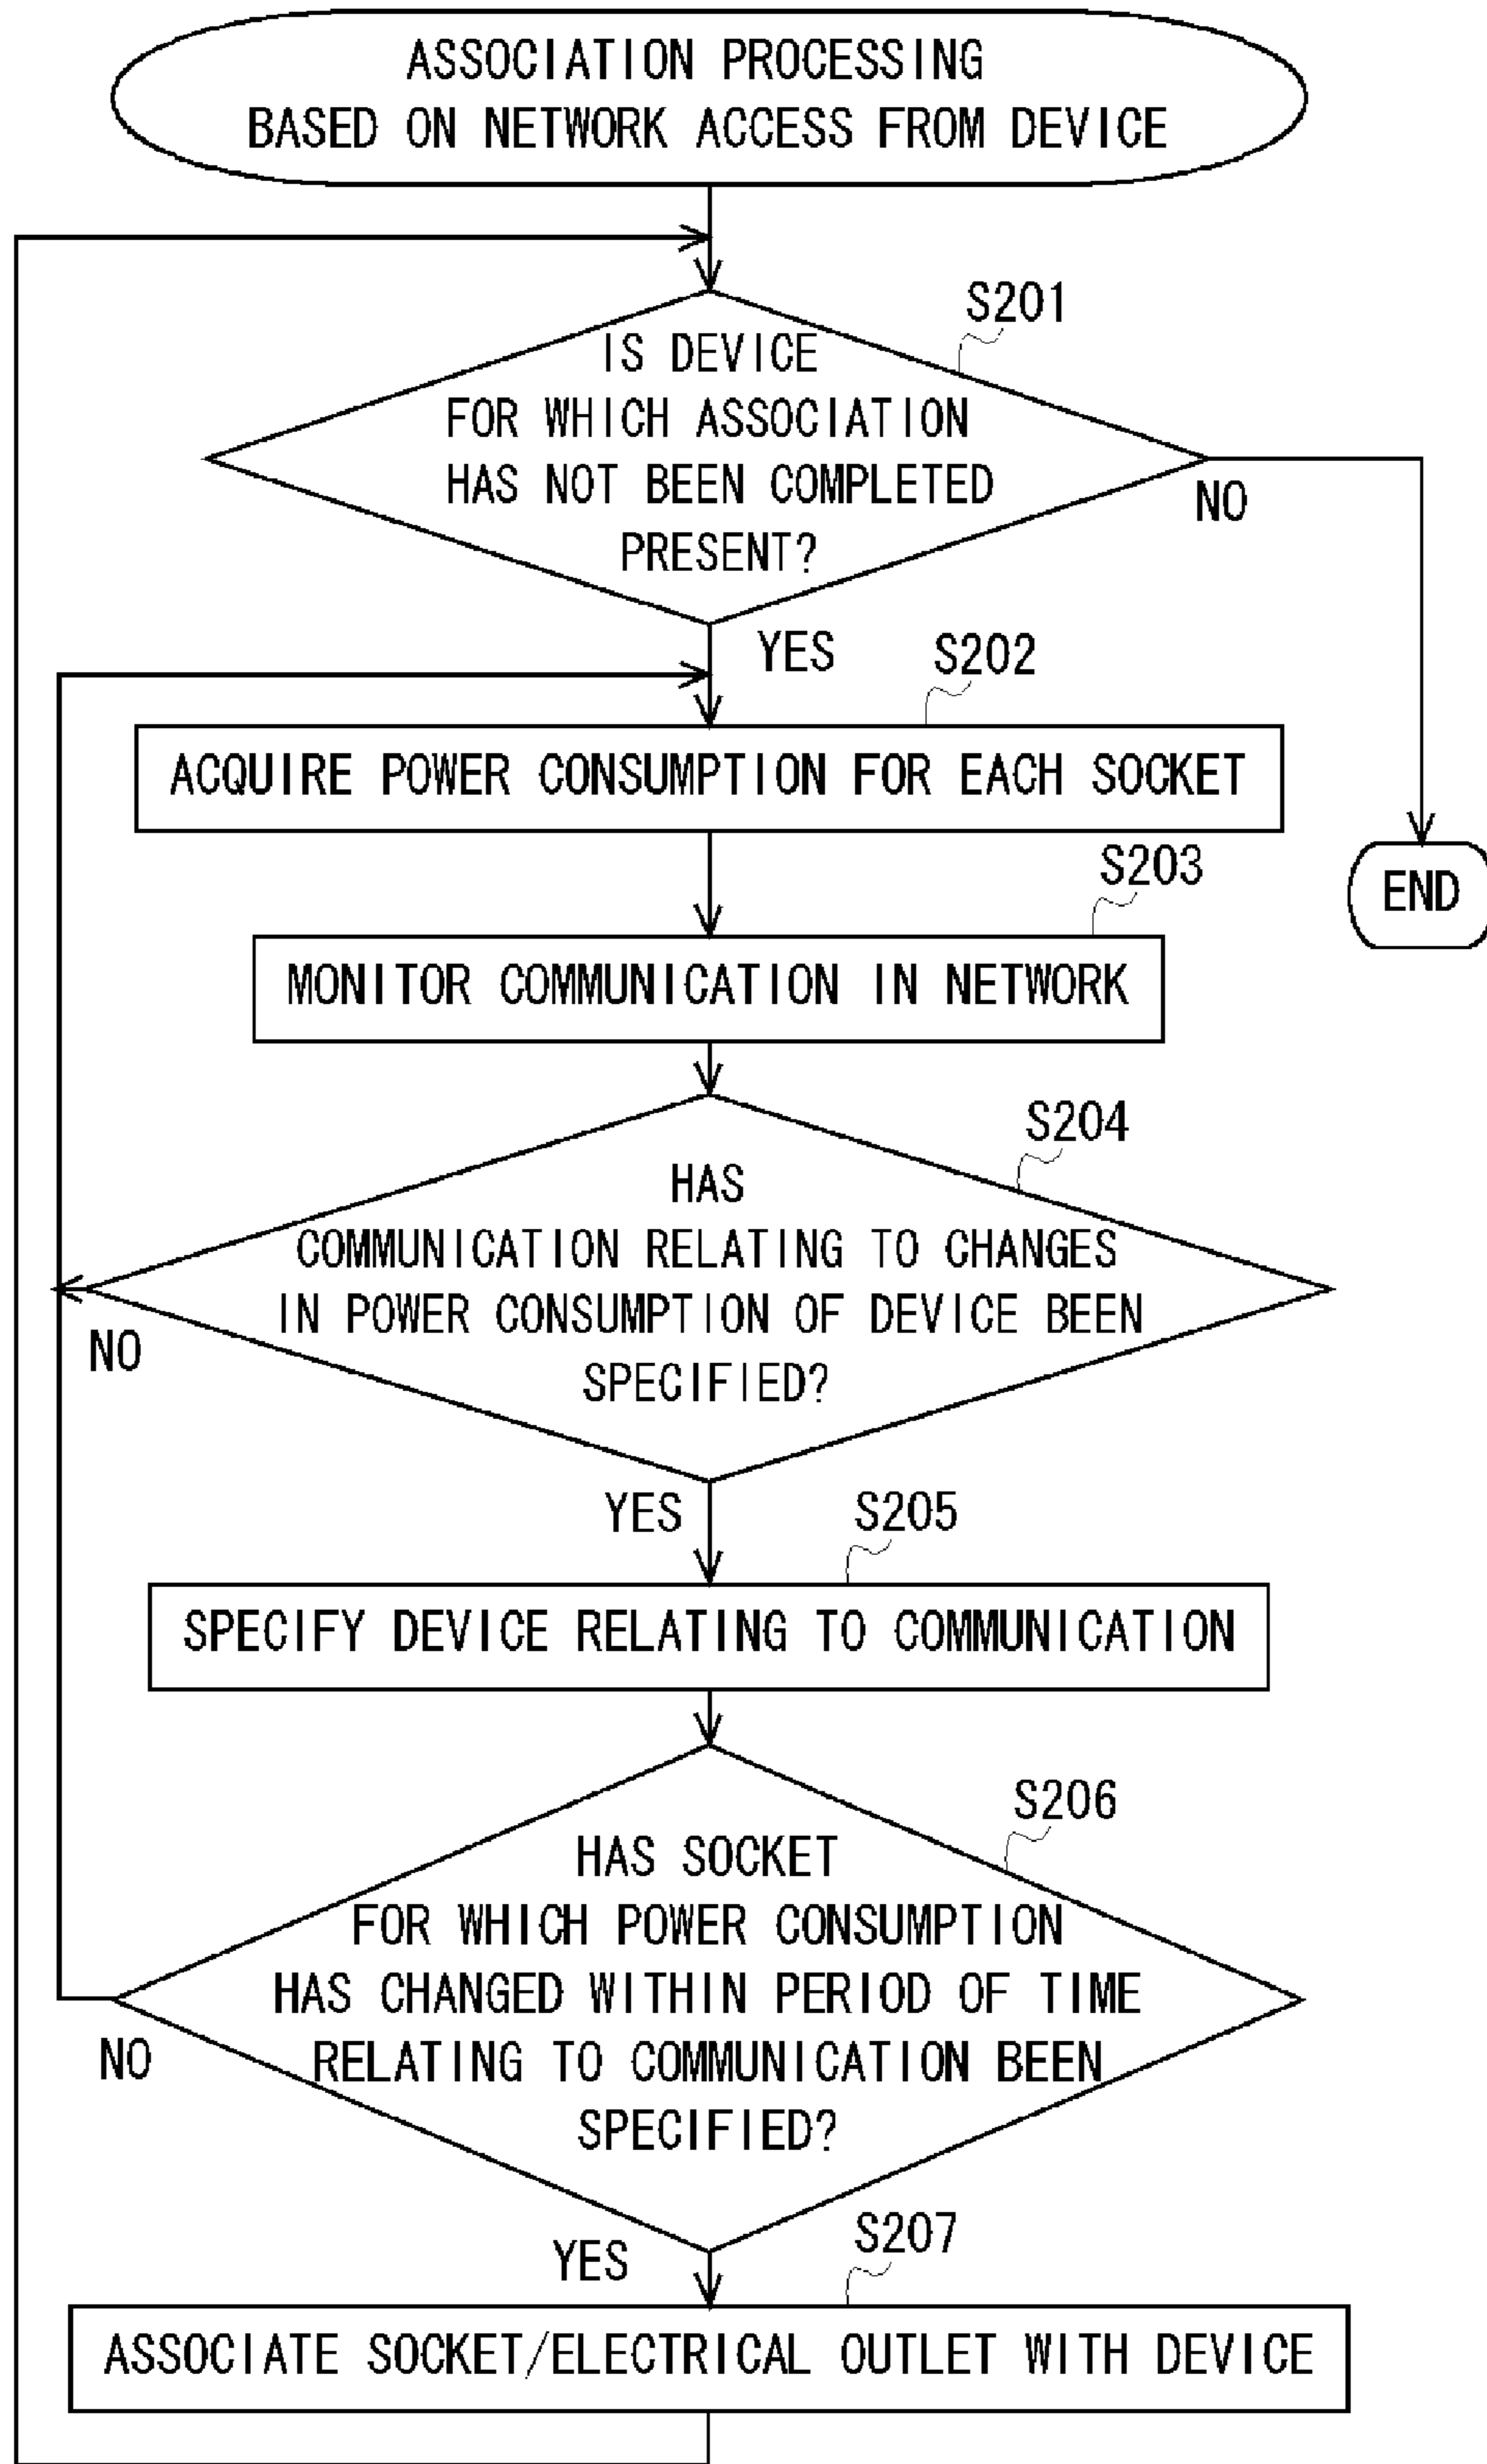 ASSOCIATION PROCESSING
BASED ON NETWORK ACCESS FROM DEVICE
S201
IS DEVICE
FOR WHICH ASSOCIATION
HAS NOT BEEN COMPLETED
PRESENT?
NO
YES
S202
ACQUIRE POWER CONSUMPTION FOR EACH SOCKET
END
S203
MONITOR COMMUNICATION IN NETWORK
S204
HAS
COMMUNICATION RELATING TO CHANGES
IN POWER CONSUMPTION OF DEVICE BEEN
SPECIFIED?
NO
YES
S205
SPECIFY DEVICE RELATING TO COMMUNICATION
S206
HAS SOCKET
FOR WHICH POWER CONSUMPTION
HAS CHANGED WITHIN PERIOD OF TIME
RELATING TO COMMUNICATION BEEN
SPECIFIED?
NO
YES
S207
ASSOCIATE SOCKET/ELECTRICAL OUTLET WITH DEVICE